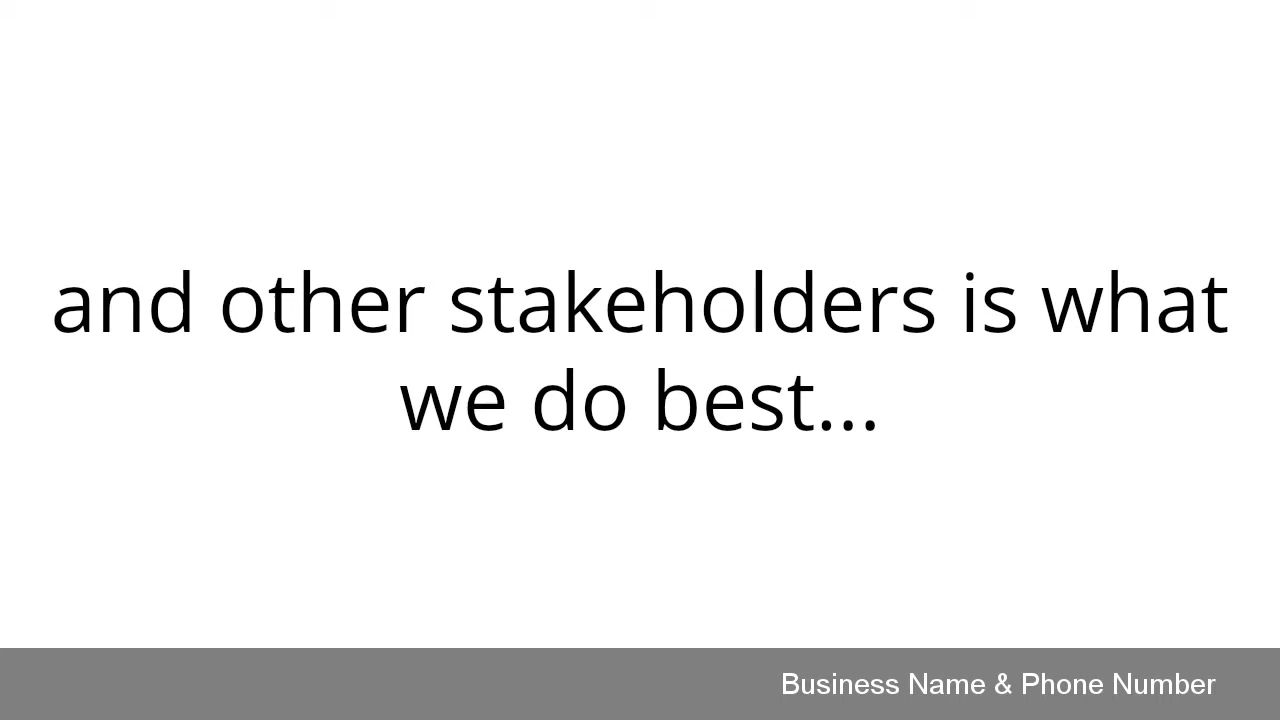 and other stakeholders is what
we do best...
Business Name & Phone Number